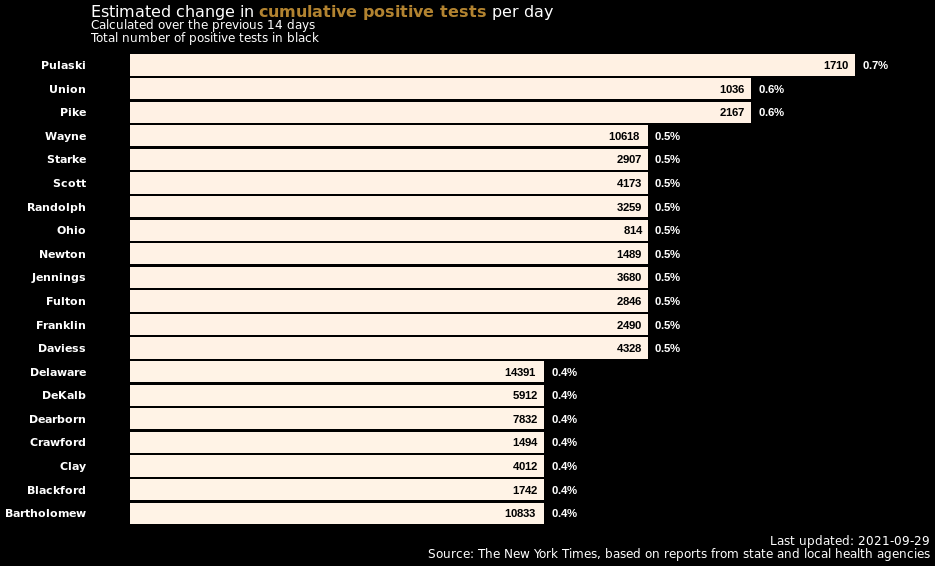 Estimated change in cumulative positive tests per day
Calculated over the previous 14 days
Total number of positive tests in black
Pulaski 1710 0.7%
Union 1036 0.6%
Pike 2167 0.6%
Wayne 10618 0.5%
Starke 2907 0.5%
Scott 4173 0.5%
Randolph 3259 0.5%
Ohio 814 0.5%
Newton 1489 0.5%
Jennings 3680 0.5%
Fulton 2846 0.5%
Franklin 2490 0.5%
Daviess 4328 0.5%
Delaware 14391 0.4%
DeKalb 5912 0.4%
Dearborn 7832 0.4%
Crawford 1494 0.4%
Clay 4012 0.4%
Blackford 1742 0.4%
Bartholomew 10833 0.4%
Last updated: 2021-09-29
Source: The New York Times, based on reports from state and local health agencies